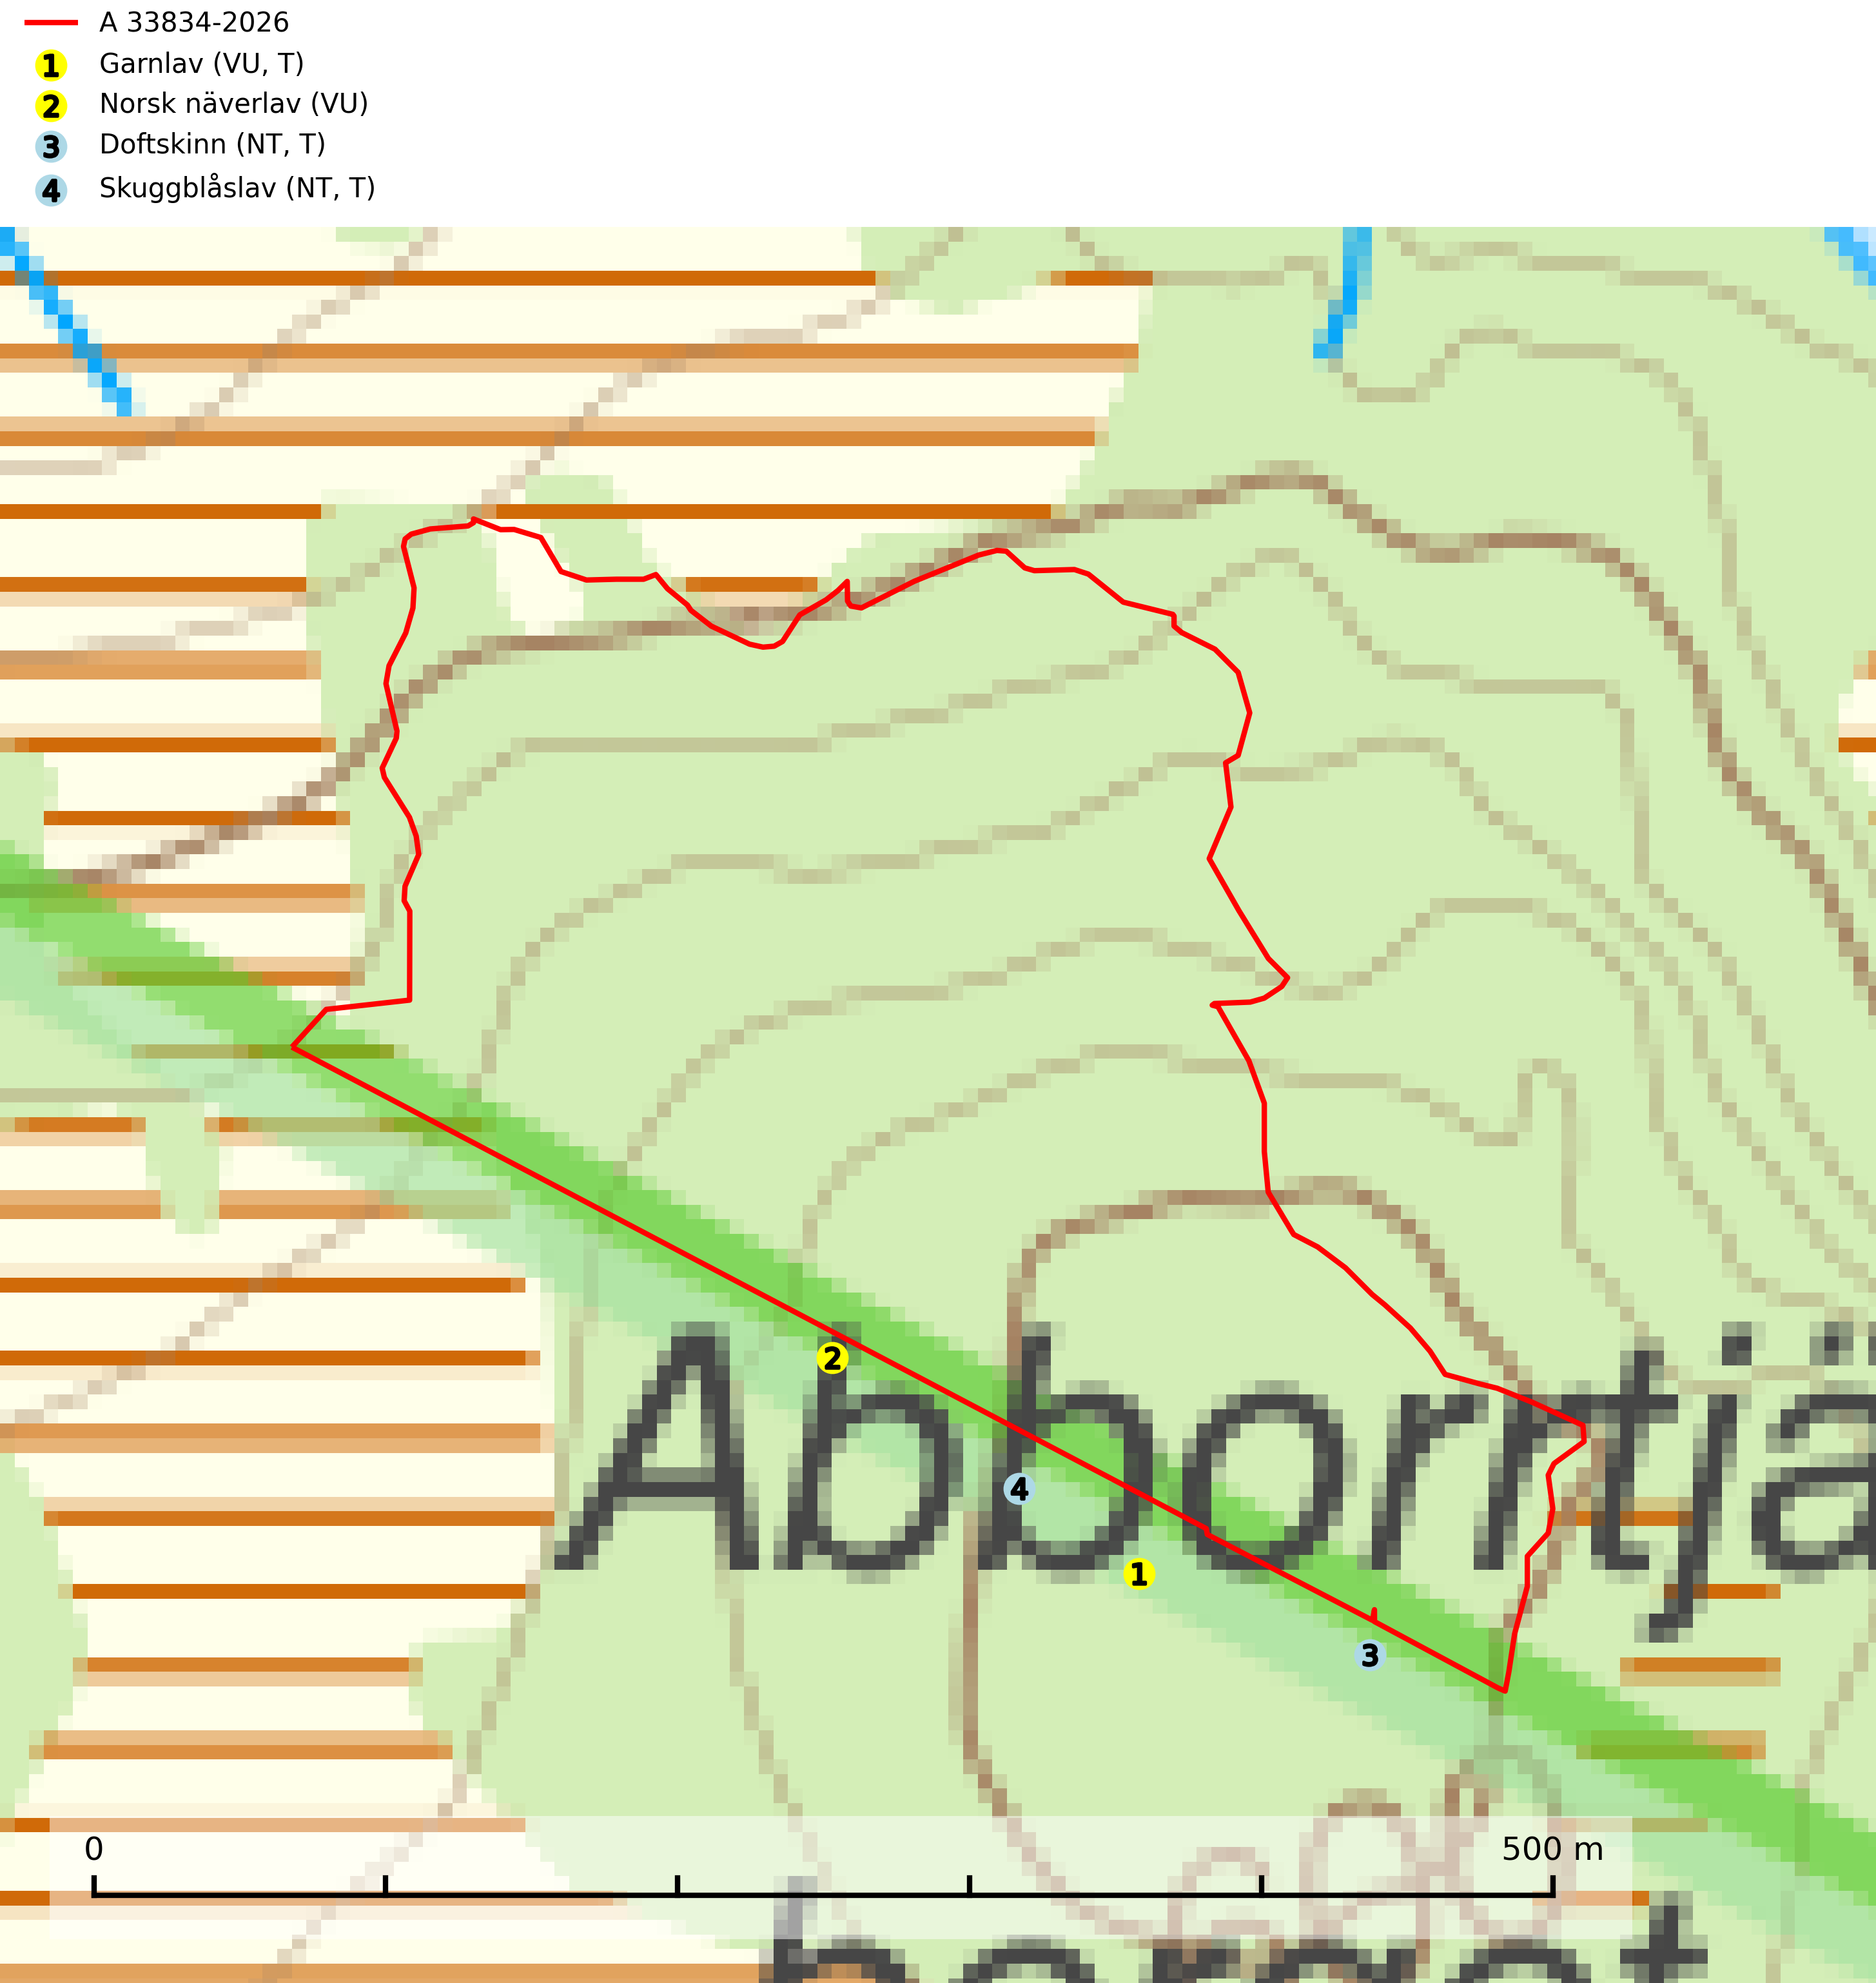 A 33834-2026
1 Garnlav (VU, T)
2 Norsk näverlav (VU)
3 Doftskinn (NT, T)
4 Skuggblåslav (NT, T)
2
Abborrtjä
4
1
3
0 500 m